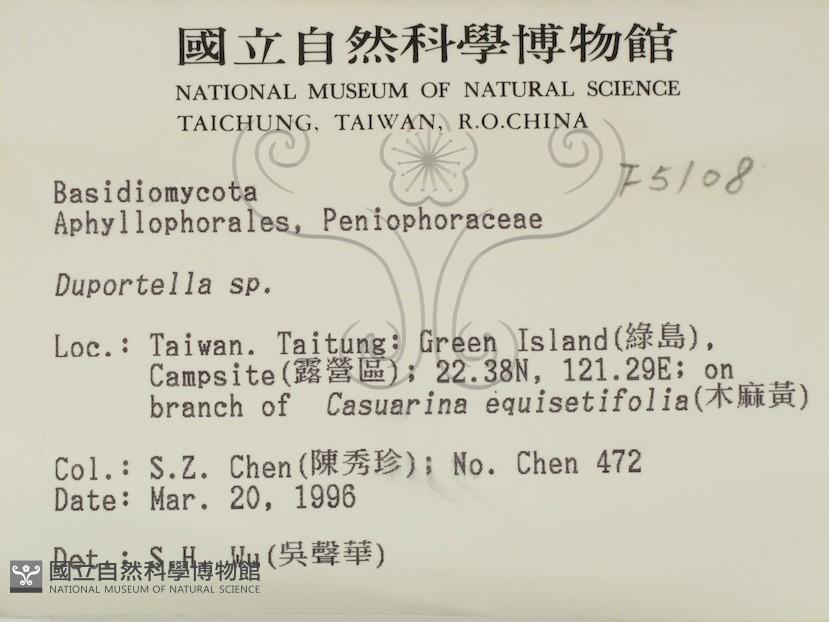 國立自然科學博物館
NATIONAL MUSEUM OF NATURAL SCIENCE
TAICHUNG, TAIWAN, R.O.CHINA
F5108
Basidiomycota
Aphyllophorales, Peniophoraceae
Duportella sp.
Loc.: Taiwan. Taitung: Green Island(綠島),
Campsite(露營區); 22.38N, 121.29E; on
branch of Casuarina equisetifolia(木麻黃)
Col.: S.Z. Chen(陳秀珍); No. Chen 472
Date: Mar. 20, 1996
Det.: S.H. Wu(吳聲華)
國立自然科學博物館
NATIONAL MUSEUM OF NATURAL SCIENCE